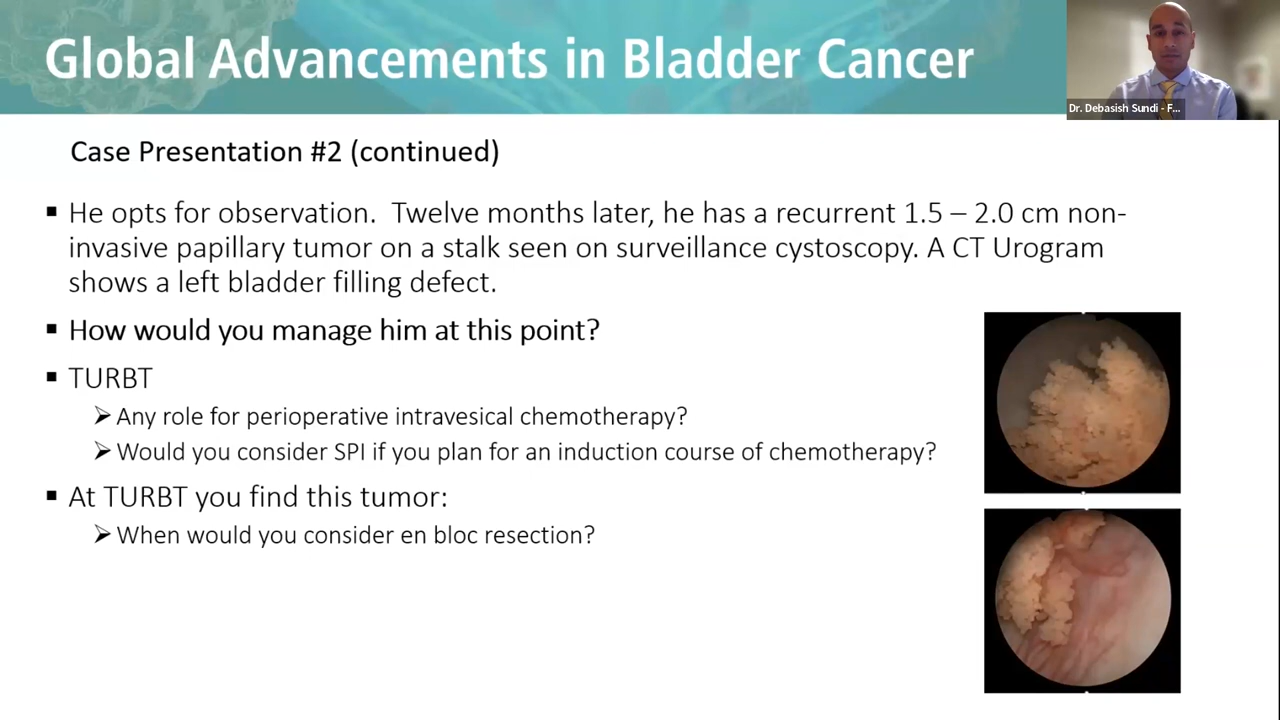 Global Advancements in Bladder Cancer
Dr. Debasish Sundi - F...
Case Presentation #2 (continued)
▪ He opts for observation.  Twelve months later, he has a recurrent 1.5 – 2.0 cm non-
invasive papillary tumor on a stalk seen on surveillance cystoscopy. A CT Urogram
shows a left bladder filling defect.
▪ How would you manage him at this point?
▪ TURBT
➢ Any role for perioperative intravesical chemotherapy?
➢ Would you consider SPI if you plan for an induction course of chemotherapy?
▪ At TURBT you find this tumor:
➢ When would you consider en bloc resection?